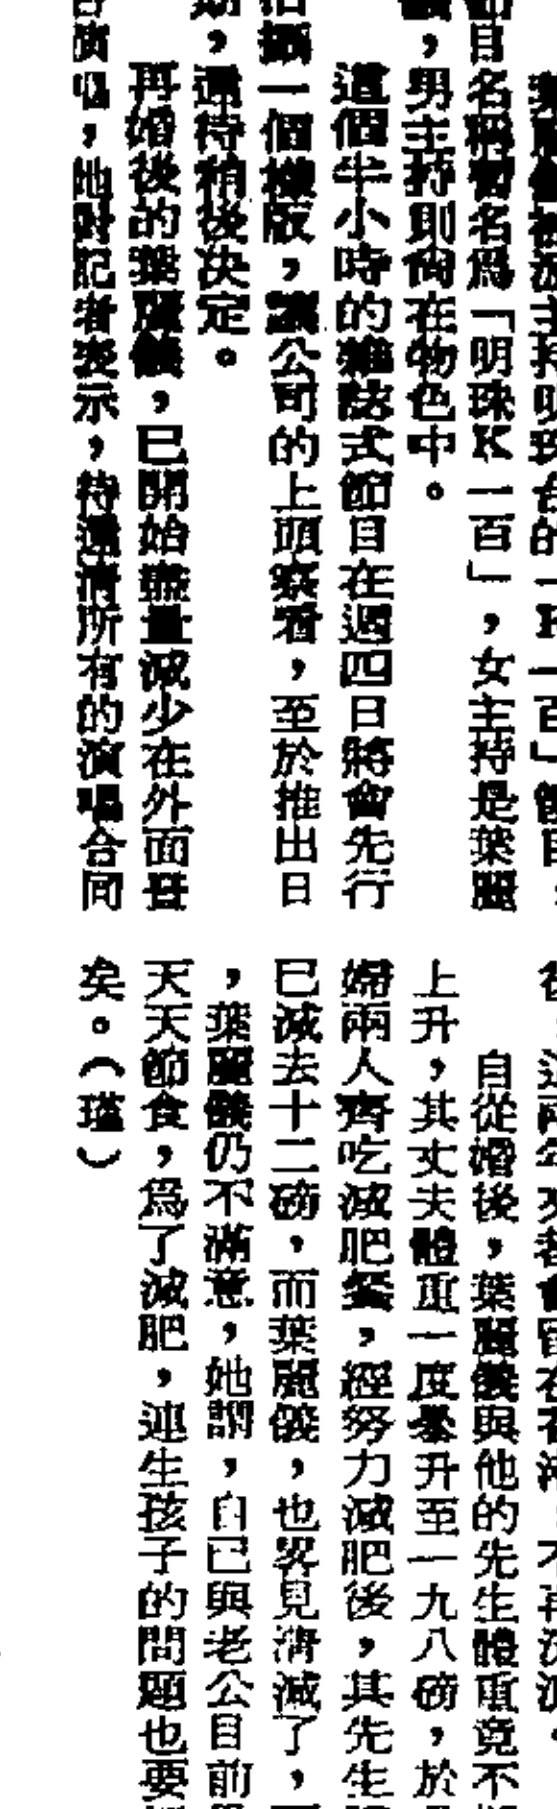 目名稱暫名爲「明珠K一百」，女主持是葉麗
儀，男主持則尙在物色中。
這個半小時的雜誌式節目在週四日將會先行
拍攝一個樣版，讓公司的上頭察看，至於推出日
期，還待稍後决定。
再婚後的葉麗儀，已開始盡量減少在外面登
台演唱，她對記者表示，待還清所有的演唱合同
自從婚後，葉麗儀與他的先生體重竟不
上升，其丈夫體重一度暴升至一九八磅，於
婦兩人齊吃減肥餐，經努力減肥後，其先生
已減去十二磅，而葉麗儀，也畧見清減了，
，葉麗儀仍不滿意，她謂，自已與老公目前
天天節食，爲了減肥，連生孩子的問題也要
矣。（瑳）